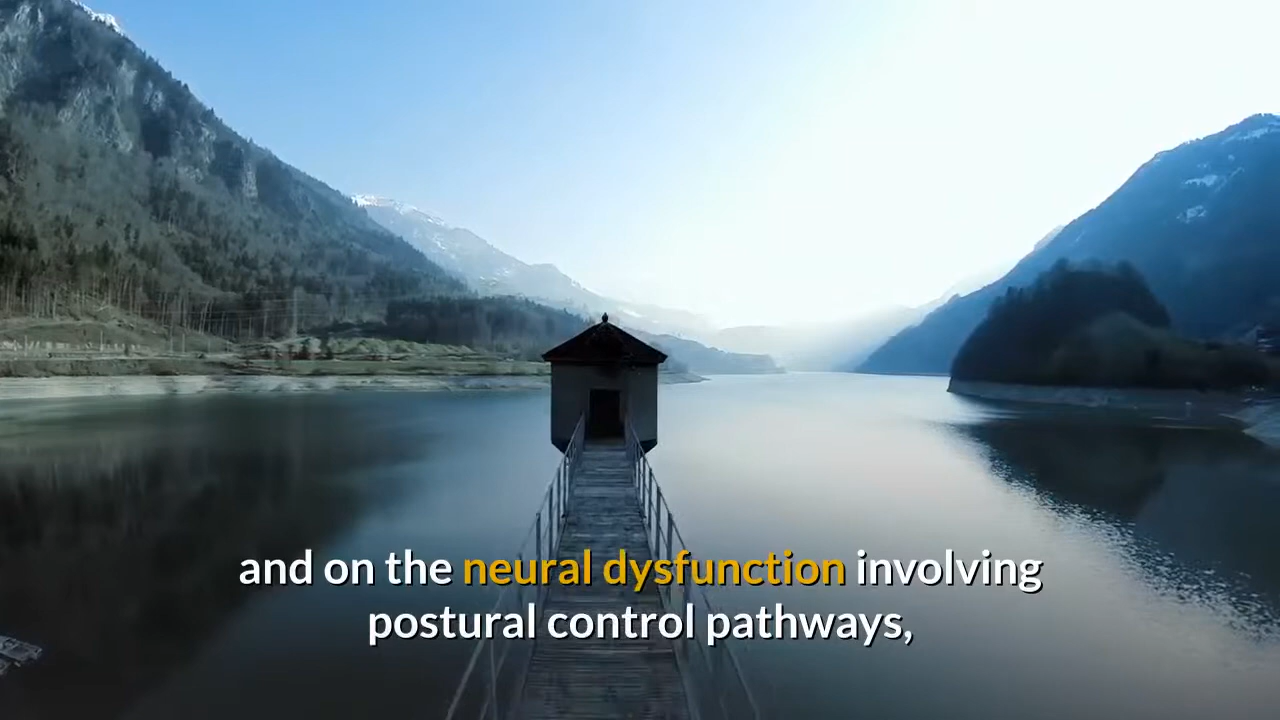 and on the neural dysfunction involving
postural control pathways,